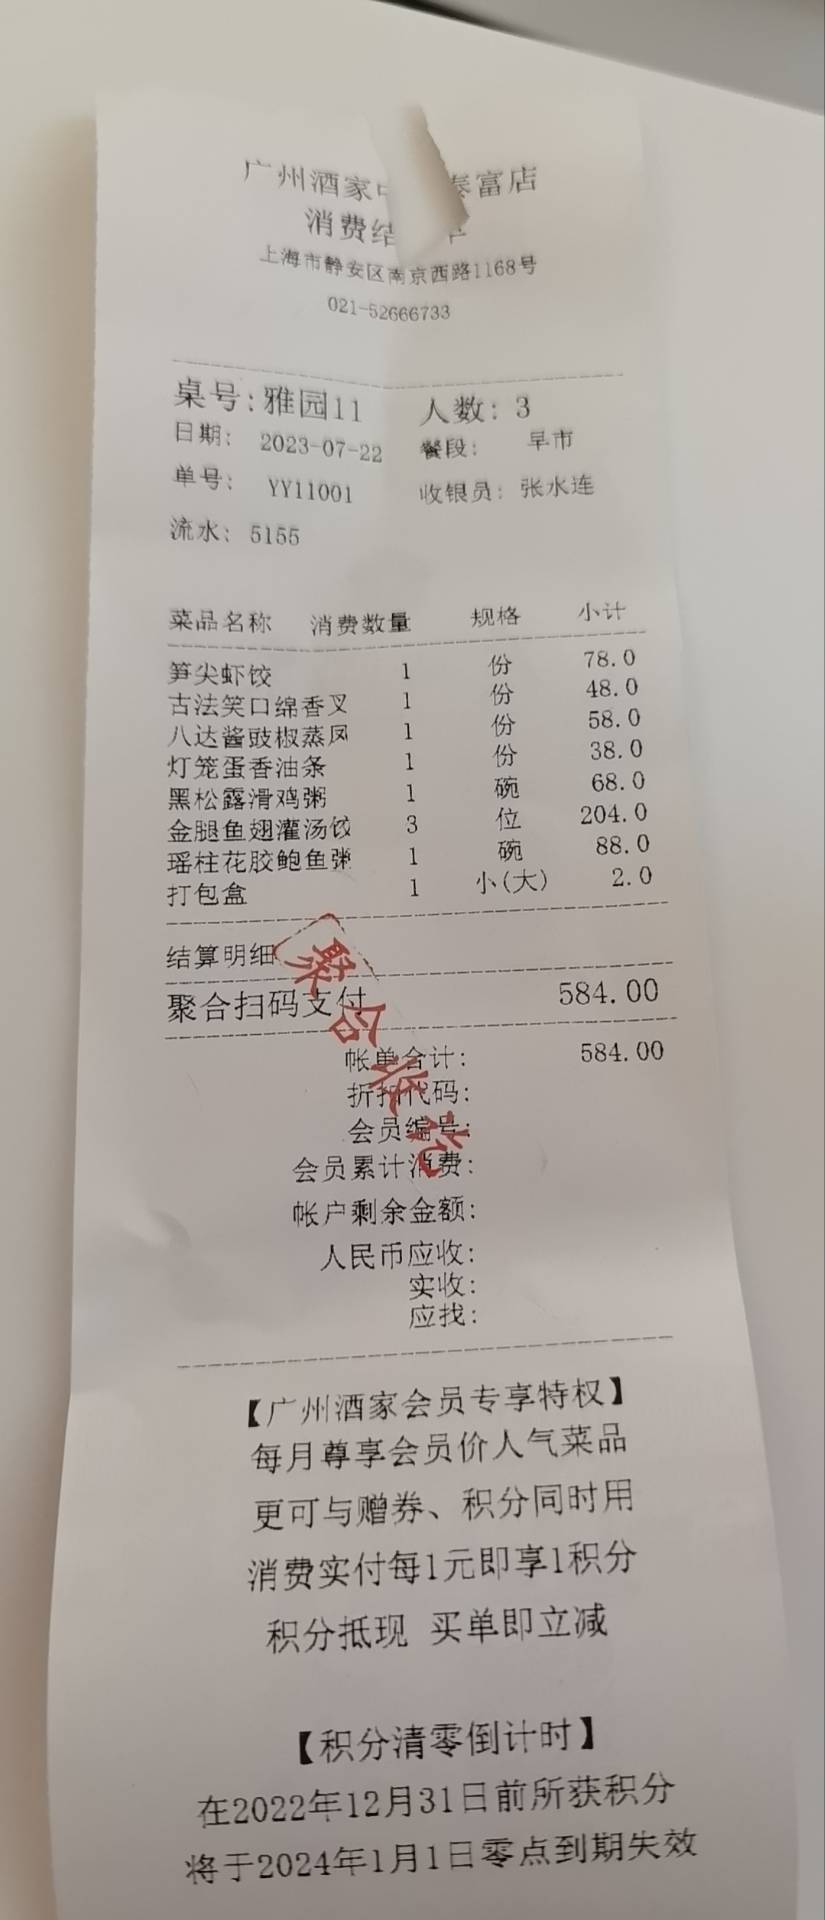 广州酒家 泰富店
消费结
上海市静安区南京西路1168号
021-52666733
桌号:雅园11 人数: 3
日期: 2023-07-22 餐段: 早市
单号: YY11001 收银员: 张水连
流水: 5155
菜品名称 消费数量 规格 小计
笋尖虾饺 1 份 78.0
古法笑口绵香叉 1 份 48.0
八达酱豉椒蒸凤 1 份 58.0
灯笼蛋香油条 1 份 38.0
黑松露滑鸡粥 1 碗 68.0
金腿鱼翅灌汤饺 3 位 204.0
瑶柱花胶鲍鱼粥 1 碗 88.0
打包盒 1 小(大) 2.0
结算明细
聚合扫码支付 584.00
聚合收讫
帐单合计: 584.00
折扣代码:
会员编号:
会员累计消费:
帐户剩余金额:
人民币应收:
实收:
应找:
【广州酒家会员专享特权】
每月尊享会员价人气菜品
更可与赠券、积分同时用
消费实付每1元即享1积分
积分抵现 买单即立减
【积分清零倒计时】
在2022年12月31日前所获积分
将于2024年1月1日零点到期失效